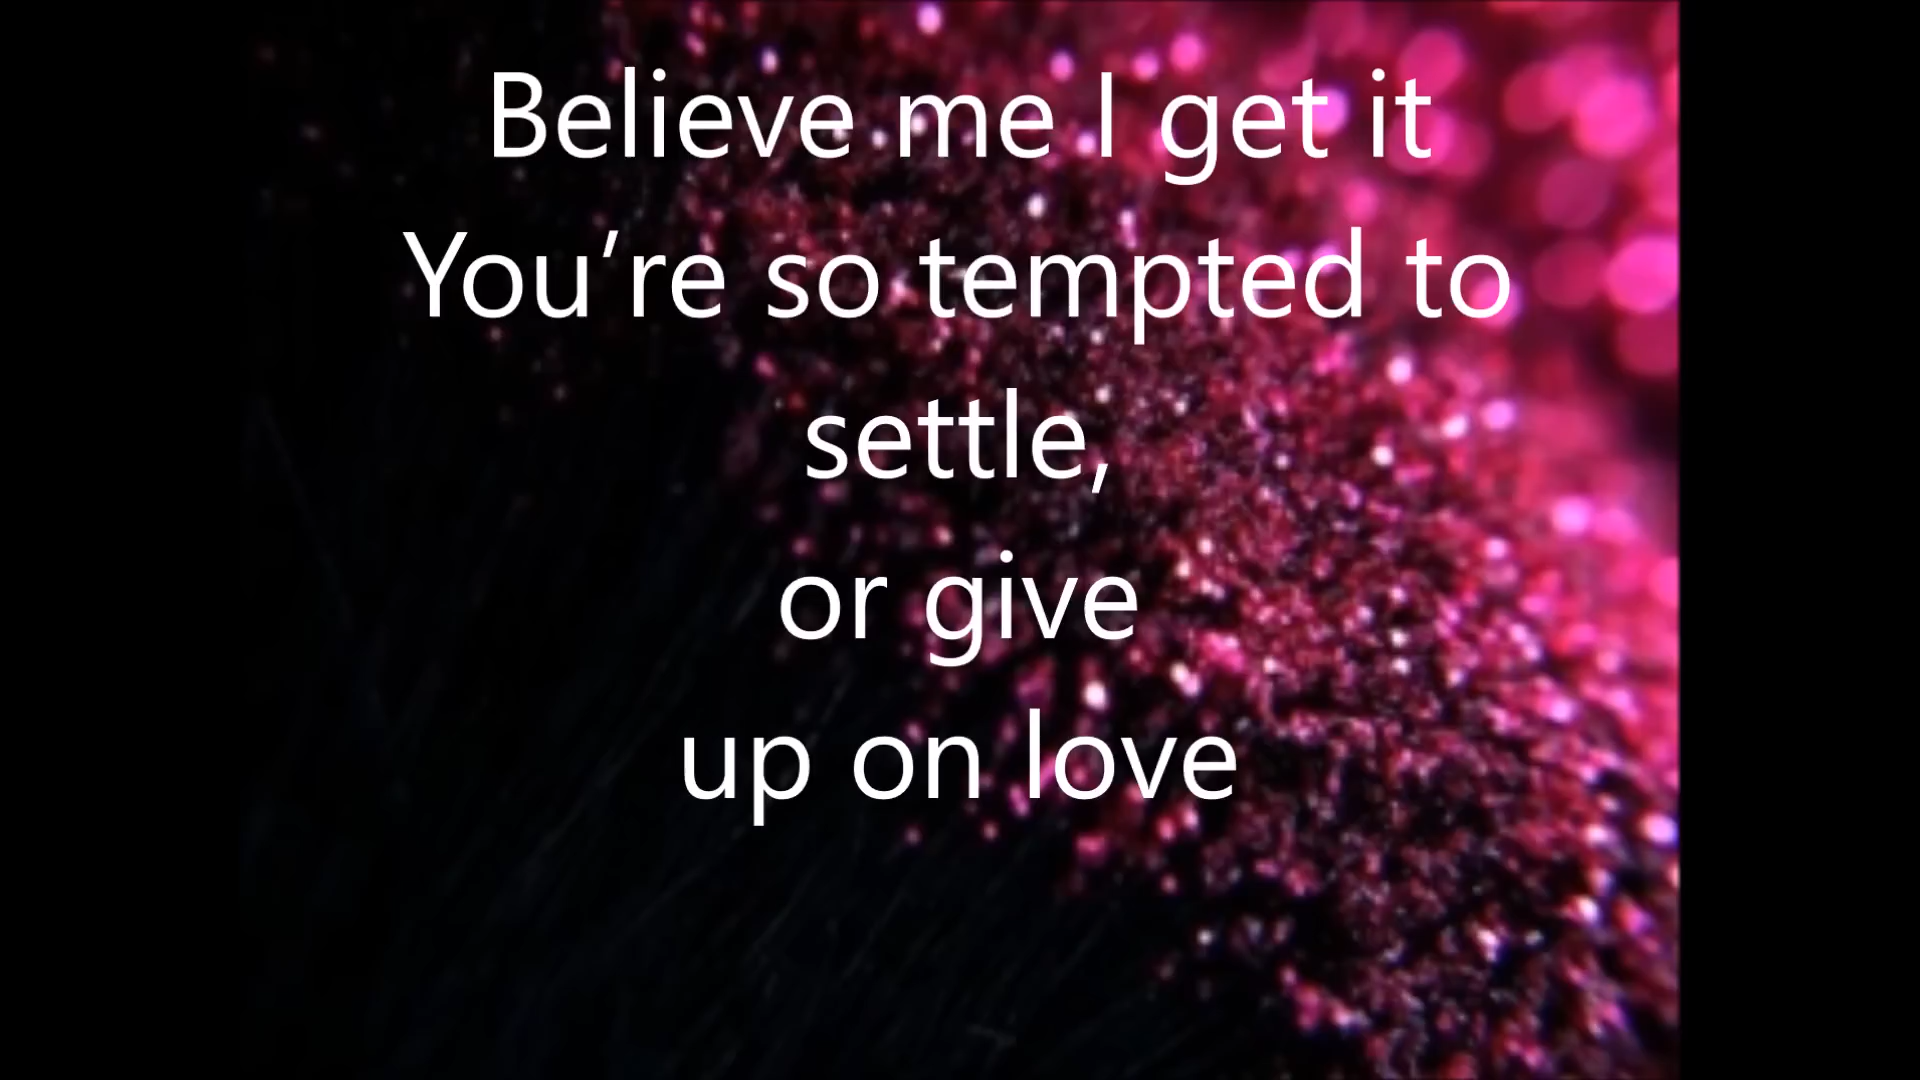 Believe me I get it
You’re so tempted to
settle,
or give
up on love